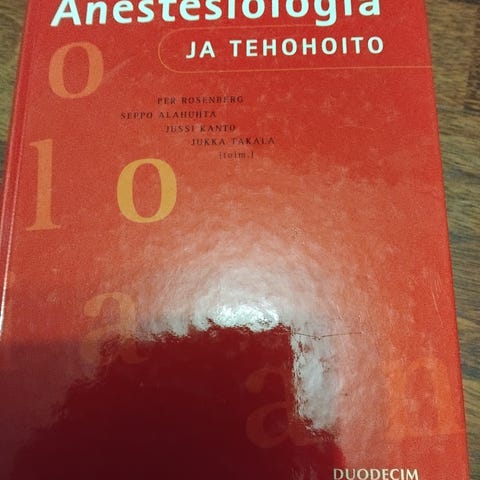 Anestesiologia
JA TEHOHOITO
PER ROSENBERG
SEPPO ALAHUHTA
JUSSI KANTO
JUKKA TAKALA
[toim.]
o
l o
a
a n
DUODECIM